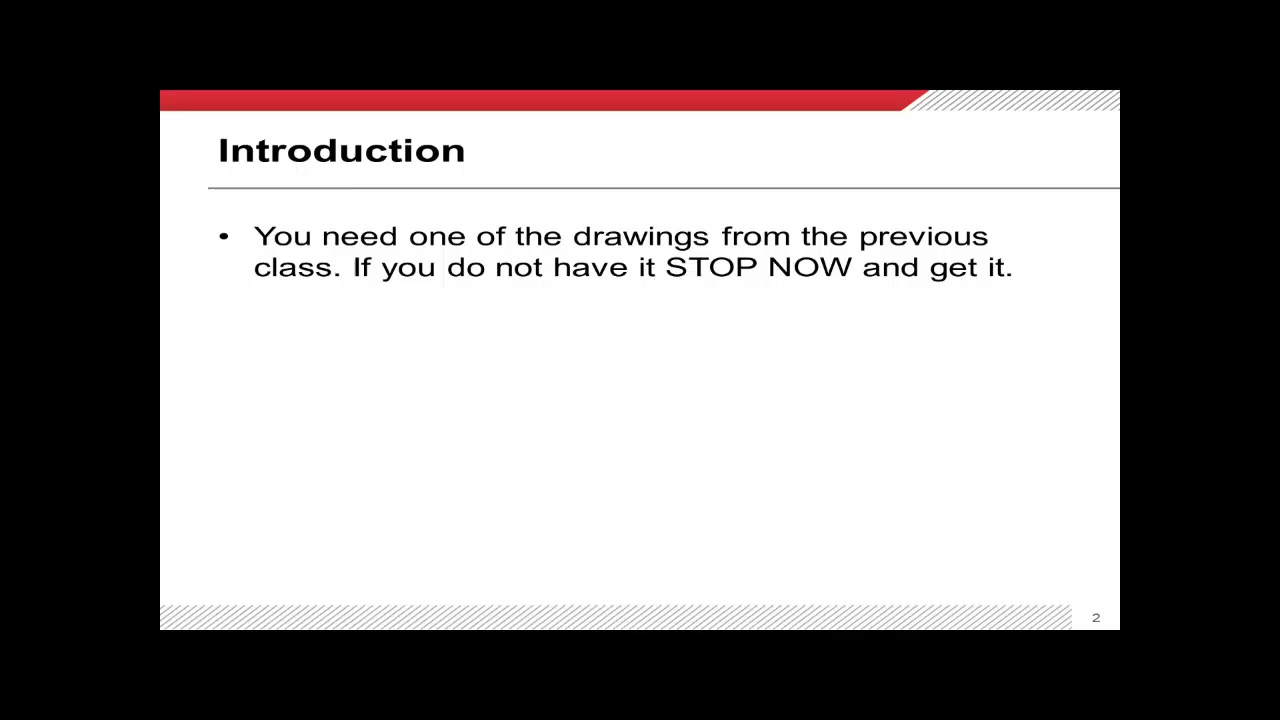 Introduction
• You need one of the drawings from the previous
class. If you do not have it STOP NOW and get it.
2